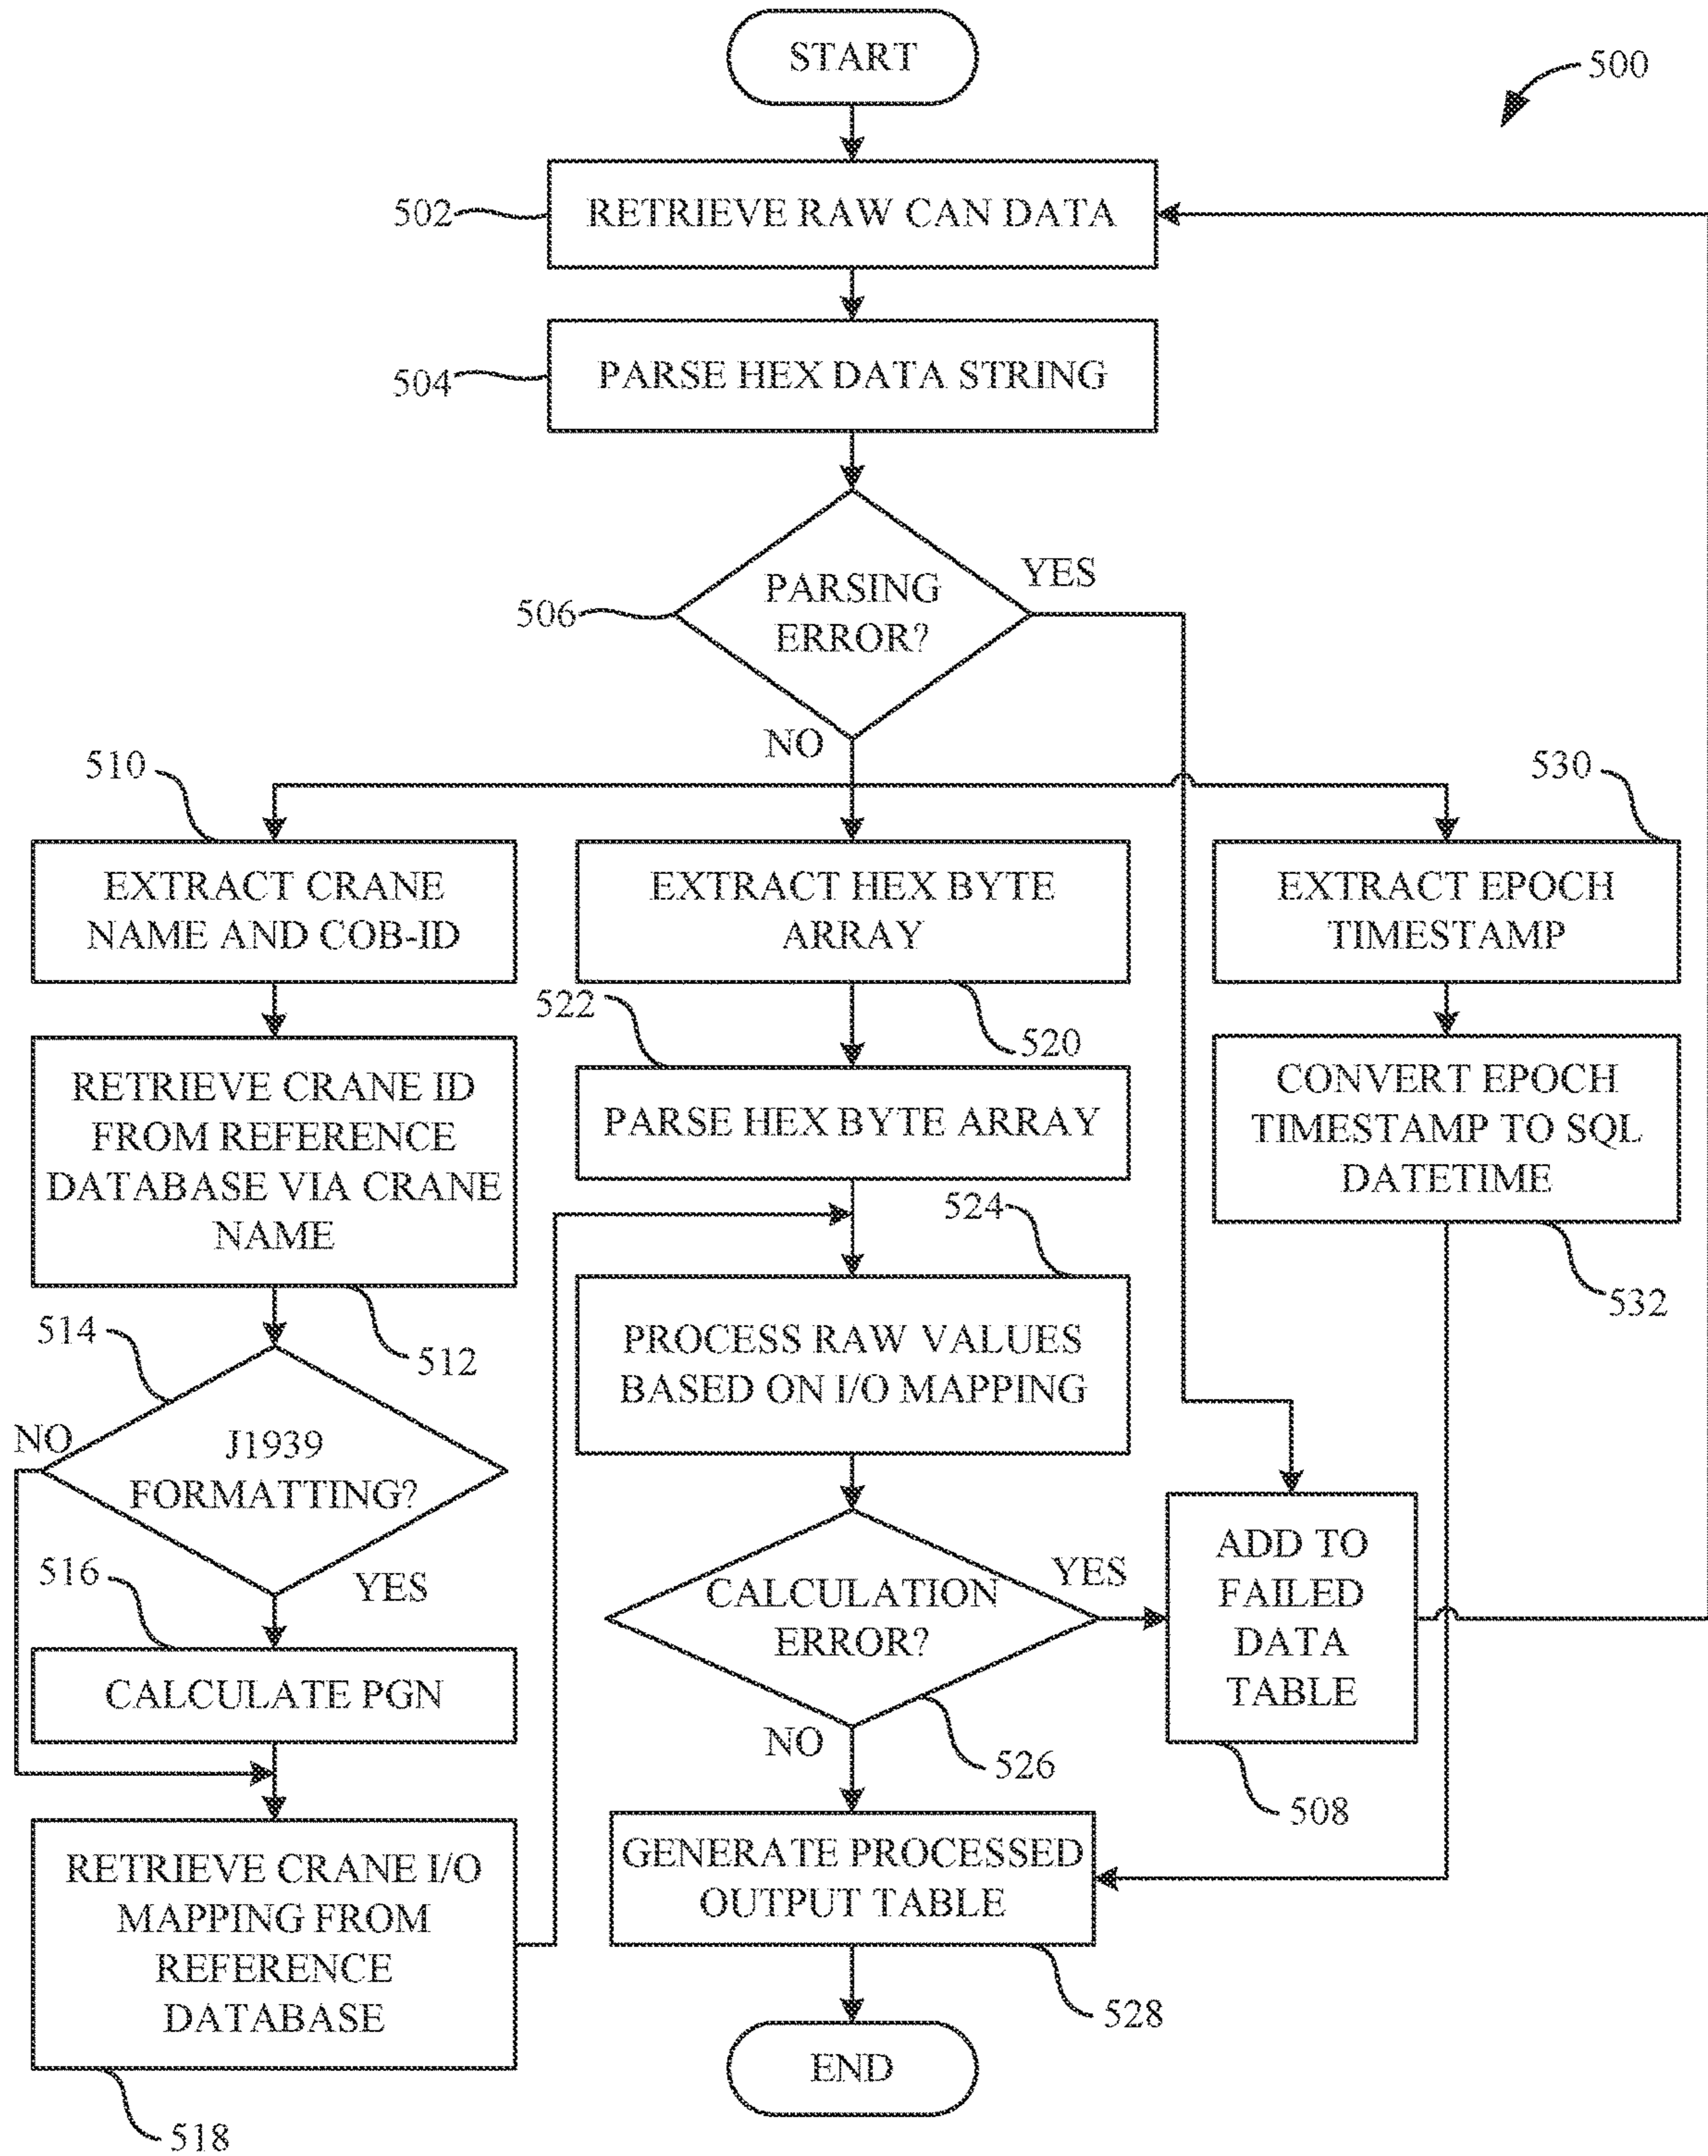 START
500
502
RETRIEVE RAW CAN DATA
504
PARSE HEX DATA STRING
506
PARSING
ERROR?
YES
NO
510
EXTRACT CRANE
NAME AND COB-ID
EXTRACT HEX BYTE
ARRAY
530
EXTRACT EPOCH
TIMESTAMP
522
520
RETRIEVE CRANE ID
FROM REFERENCE
DATABASE VIA CRANE
NAME
PARSE HEX BYTE ARRAY
CONVERT EPOCH
TIMESTAMP TO SQL
DATETIME
524
532
514
512
PROCESS RAW VALUES
BASED ON I/O MAPPING
NO
J1939
FORMATTING?
YES
516
CALCULATE PGN
CALCULATION
ERROR?
YES
NO
526
ADD TO
FAILED
DATA
TABLE
508
RETRIEVE CRANE I/O
MAPPING FROM
REFERENCE
DATABASE
518
GENERATE PROCESSED
OUTPUT TABLE
528
END